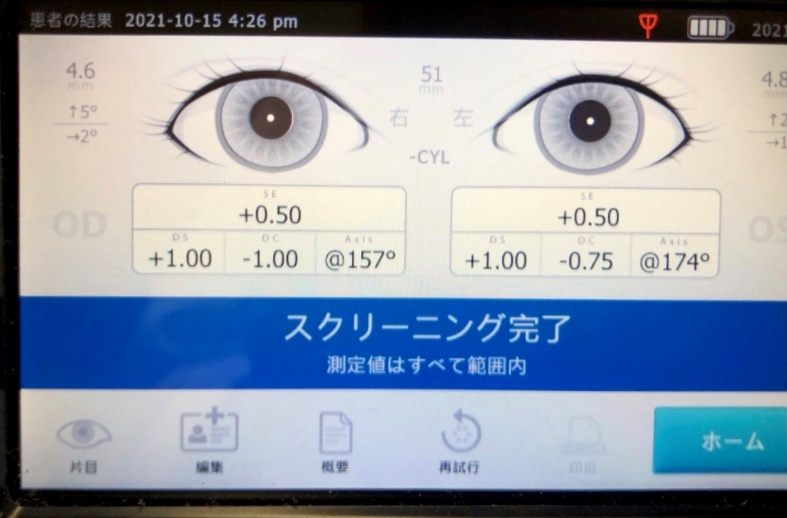 患者の結果 2021-10-15 4:26 pm 2021
4.6 mm
51 mm
4.8 mm
↑5°
→2°
右 左
-CYL
OD
OS
SE
+0.50
DS DC Axis
+1.00 -1.00 @157°
SE
+0.50
DS DC Axis
+1.00 -0.75 @174°
スクリーニング完了
測定値はすべて範囲内
片目 編集 概要 再試行 印刷 ホーム